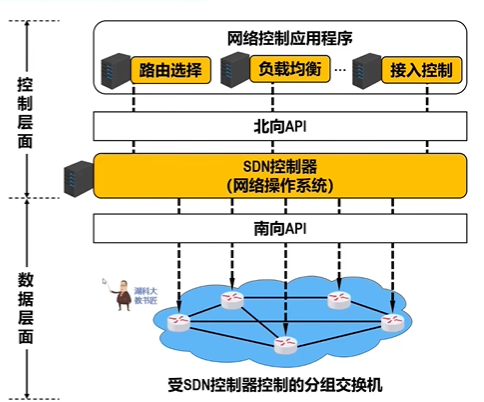 网络控制应用程序
路由选择
负载均衡
...
接入控制
控制层面
北向API
SDN控制器
（网络操作系统）
南向API
数据层面
湖科大
教书匠
受SDN控制器控制的分组交换机